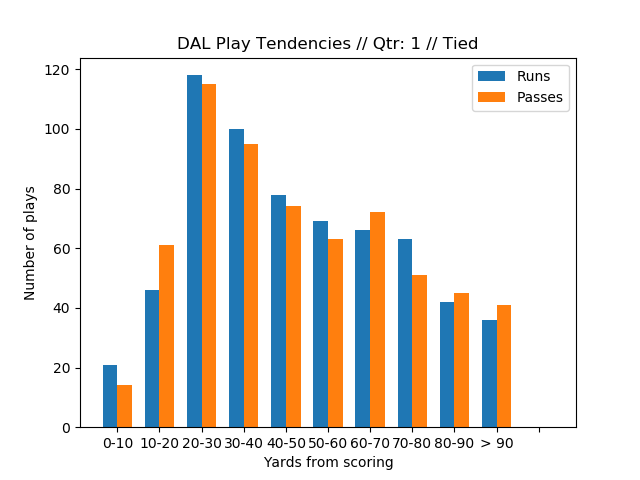 DAL Play Tendencies // Qtr: 1 // Tied
Runs
Passes
Number of plays
120
100
80
60
40
20
0
0-10 10-20 20-30 30-40 40-50 50-60 60-70 70-80 80-90 > 90
Yards from scoring